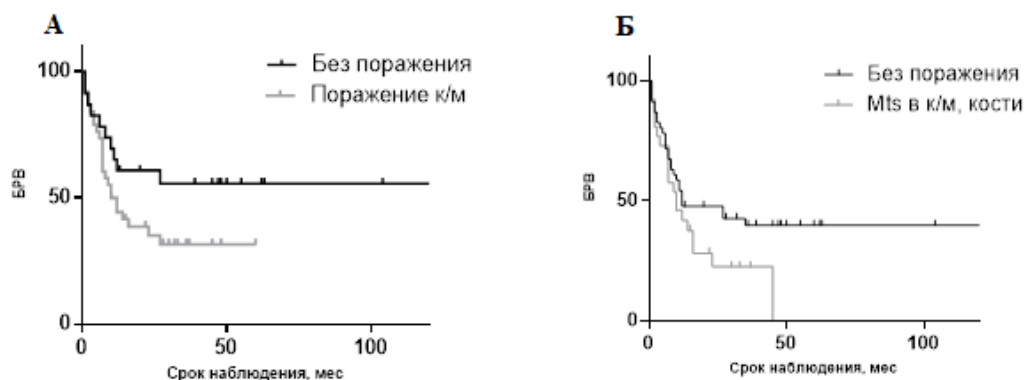 А
Без поражения
Поражение к/м
БРВ
100
50
0
0
50
100
Срок наблюдения, мес
Б
Без поражения
Mts в к/м, кости
БРВ
100
50
0
0
50
100
Срок наблюдения, мес